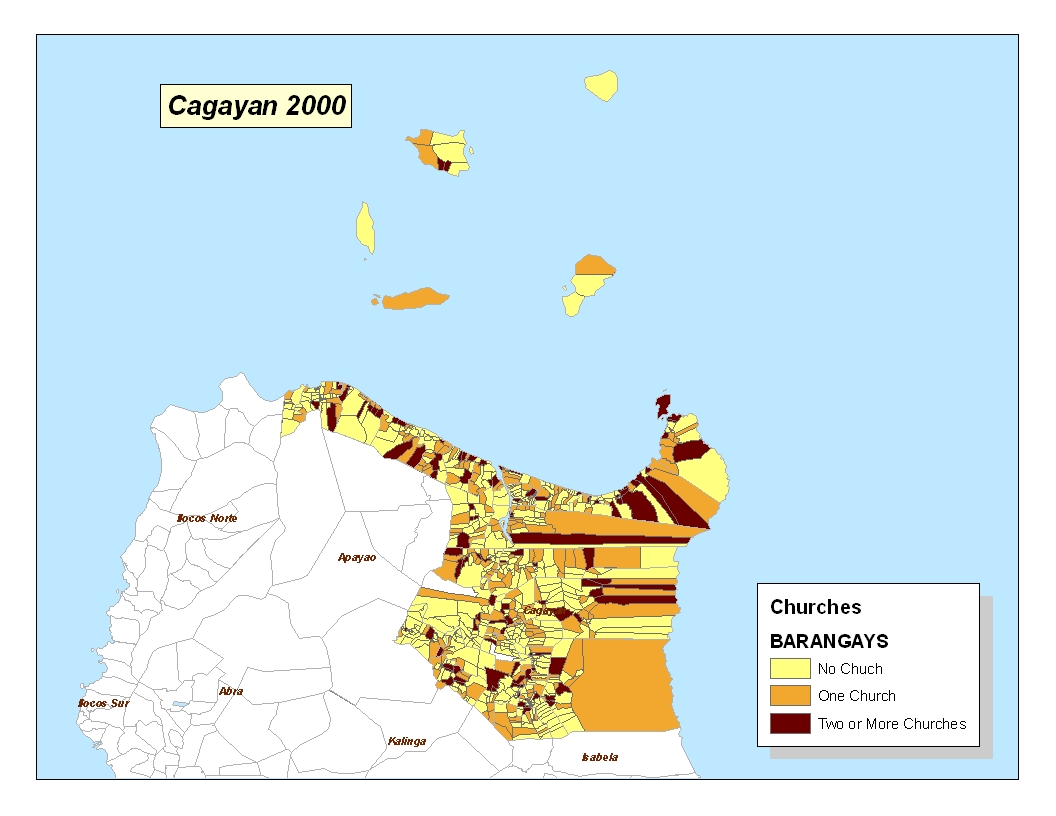 Cagayan 2000
Ilocos Norte
Apayao
Cagayan
Abra
Ilocos Sur
Kalinga
Isabela
Churches
BARANGAYS
No Chuch
One Church
Two or More Churches